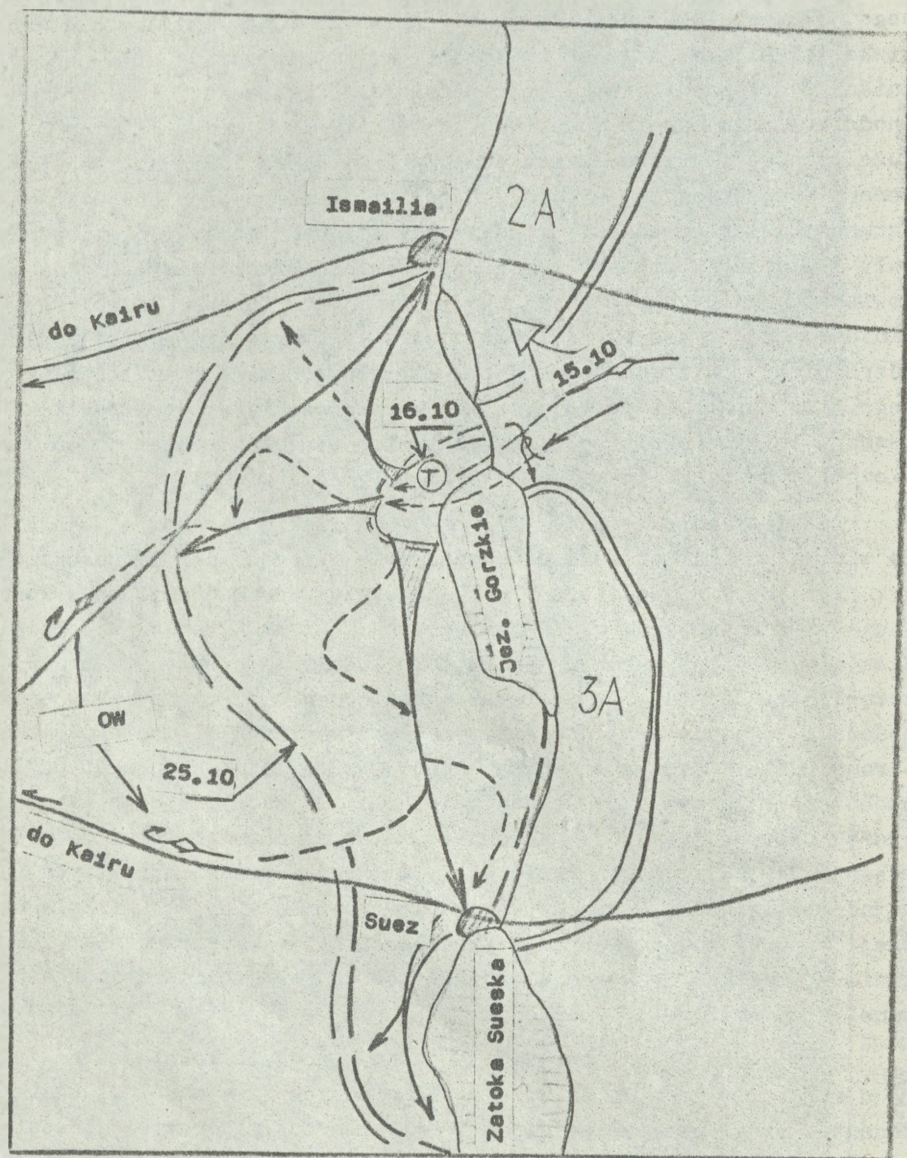 Ismailia
2A
do Kairu
15.10
16.10
T
jez. Gorzkie
3A
OW
25.10
do Kairu
Suez
Zatoka Sueska